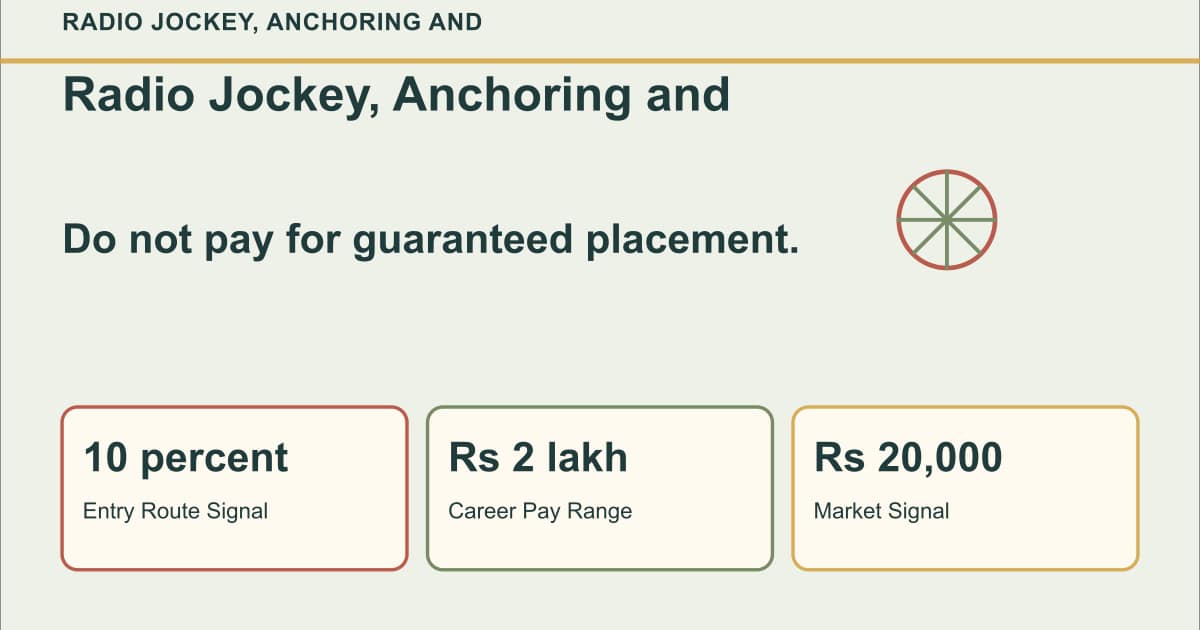 RADIO JOCKEY, ANCHORING AND
Radio Jockey, Anchoring and
Do not pay for guaranteed placement.
10 percent
Entry Route Signal
Rs 2 lakh
Career Pay Range
Rs 20,000
Market Signal